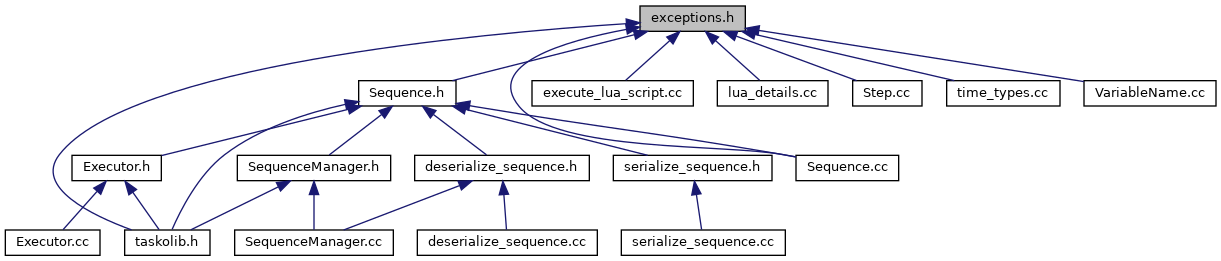 exceptions.h
Sequence.h
execute_lua_script.cc
lua_details.cc
Step.cc
time_types.cc
VariableName.cc
Executor.h
SequenceManager.h
deserialize_sequence.h
serialize_sequence.h
Sequence.cc
Executor.cc
taskolib.h
SequenceManager.cc
deserialize_sequence.cc
serialize_sequence.cc